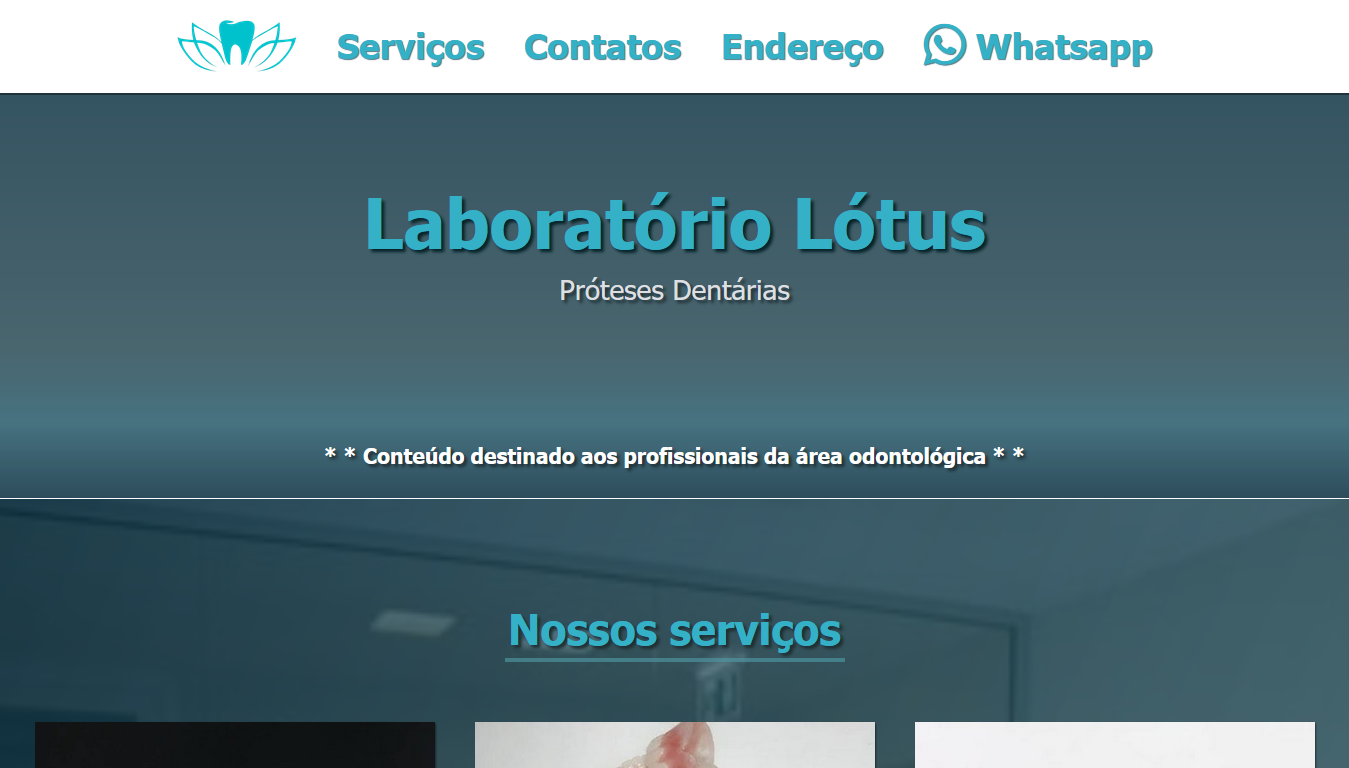 Serviços Contatos Endereço Whatsapp
Laboratório Lótus
Próteses Dentárias
* * Conteúdo destinado aos profissionais da área odontológica * *
Nossos serviços